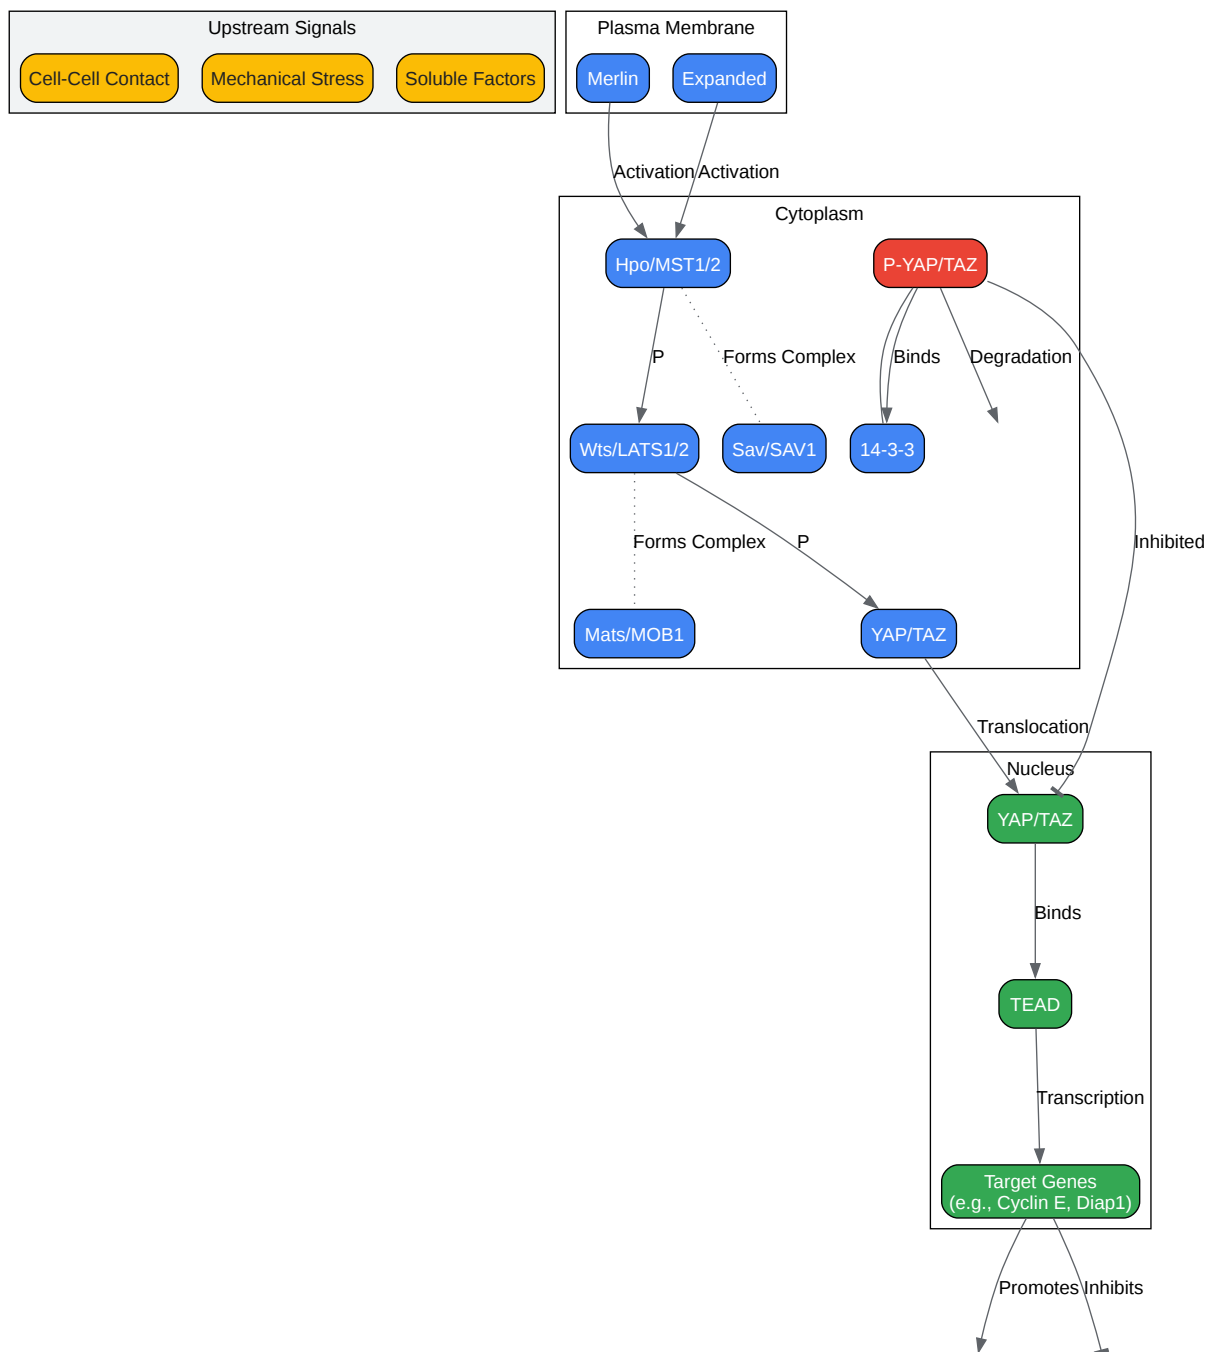 Upstream Signals
Plasma Membrane
Cell-Cell Contact
Mechanical Stress
Soluble Factors
Merlin
Expanded
Activation
Activation
Cytoplasm
Hpo/MST1/2
P-YAP/TAZ
P
Forms Complex
Binds
Degradation
Wts/LATS1/2
Sav/SAV1
14-3-3
Forms Complex
P
Inhibited
Mats/MOB1
YAP/TAZ
Translocation
Nucleus
YAP/TAZ
Binds
TEAD
Transcription
Target Genes
(e.g., Cyclin E, Diap1)
Promotes
Inhibits